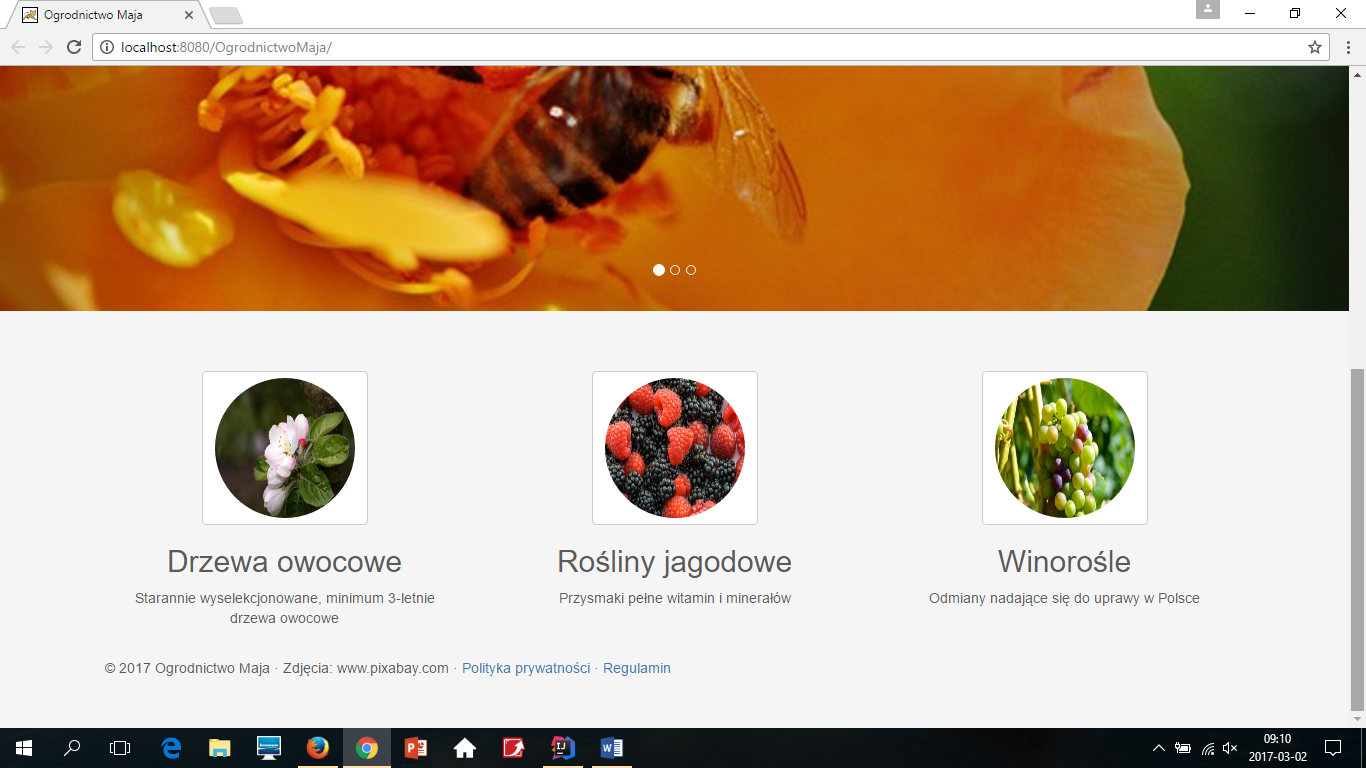 Ogrodnictwo Maja
localhost:8080/OgrodnictwoMaja/
Drzewa owocowe
Starannie wyselekcjonowane, minimum 3-letnie
drzewa owocowe
Rośliny jagodowe
Przysmaki pełne witamin i minerałów
Winorośle
Odmiany nadające się do uprawy w Polsce
© 2017 Ogrodnictwo Maja · Zdjęcia: www.pixabay.com · Polityka prywatności · Regulamin
09:10
2017-03-02